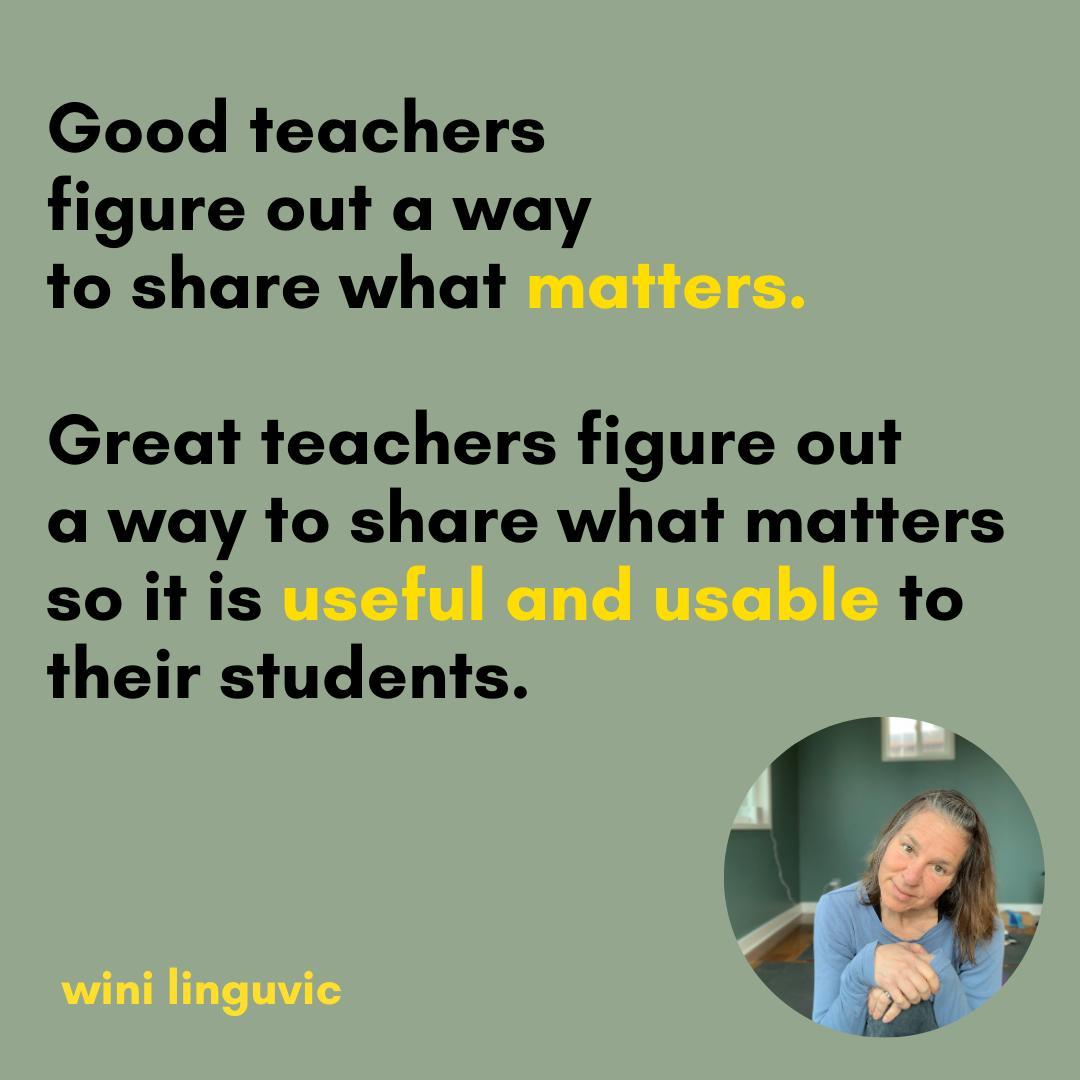 Good teachers
figure out a way
to share what matters.
Great teachers figure out
a way to share what matters
so it is useful and usable to
their students.
wini linguvic